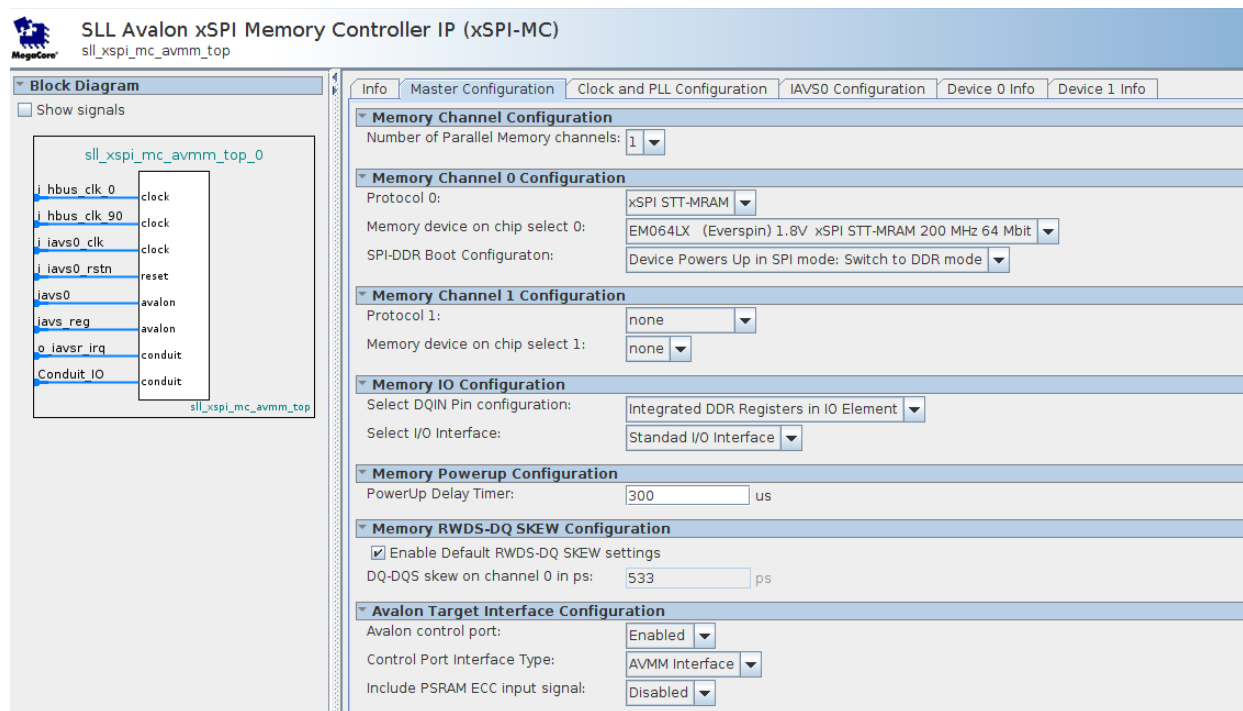 SLL Avalon xSPI Memory Controller IP (xSPI-MC)
sll_xspi_mc_avmm_top
MegaCore'
Block Diagram
Show signals
sll_xspi_mc_avmm_top_0
i_hbus_clk_0
clock
i_hbus_clk_90
clock
i_iavs0_clk
clock
i_iavs0_rstn
reset
iavs0
avalon
iavs_reg
avalon
o_iavsr_irq
conduit
Conduit_IO
conduit
sll_xspi_mc_avmm_top
Info Master Configuration Clock and PLL Configuration IAVS0 Configuration Device 0 Info Device 1 Info
Memory Channel Configuration
Number of Parallel Memory channels: 1
Memory Channel 0 Configuration
Protocol 0: xSPI STT-MRAM
Memory device on chip select 0: EM064LX (Everspin) 1.8V xSPI STT-MRAM 200 MHz 64 Mbit
SPI-DDR Boot Configuraton: Device Powers Up in SPI mode: Switch to DDR mode
Memory Channel 1 Configuration
Protocol 1: none
Memory device on chip select 1: none
Memory IO Configuration
Select DQIN Pin configuration: Integrated DDR Registers in IO Element
Select I/O Interface: Standad I/O Interface
Memory Powerup Configuration
PowerUp Delay Timer: 300 us
Memory RWDS-DQ SKEW Configuration
Enable Default RWDS-DQ SKEW settings
DQ-DQS skew on channel 0 in ps: 533 ps
Avalon Target Interface Configuration
Avalon control port: Enabled
Control Port Interface Type: AVMM Interface
Include PSRAM ECC input signal: Disabled